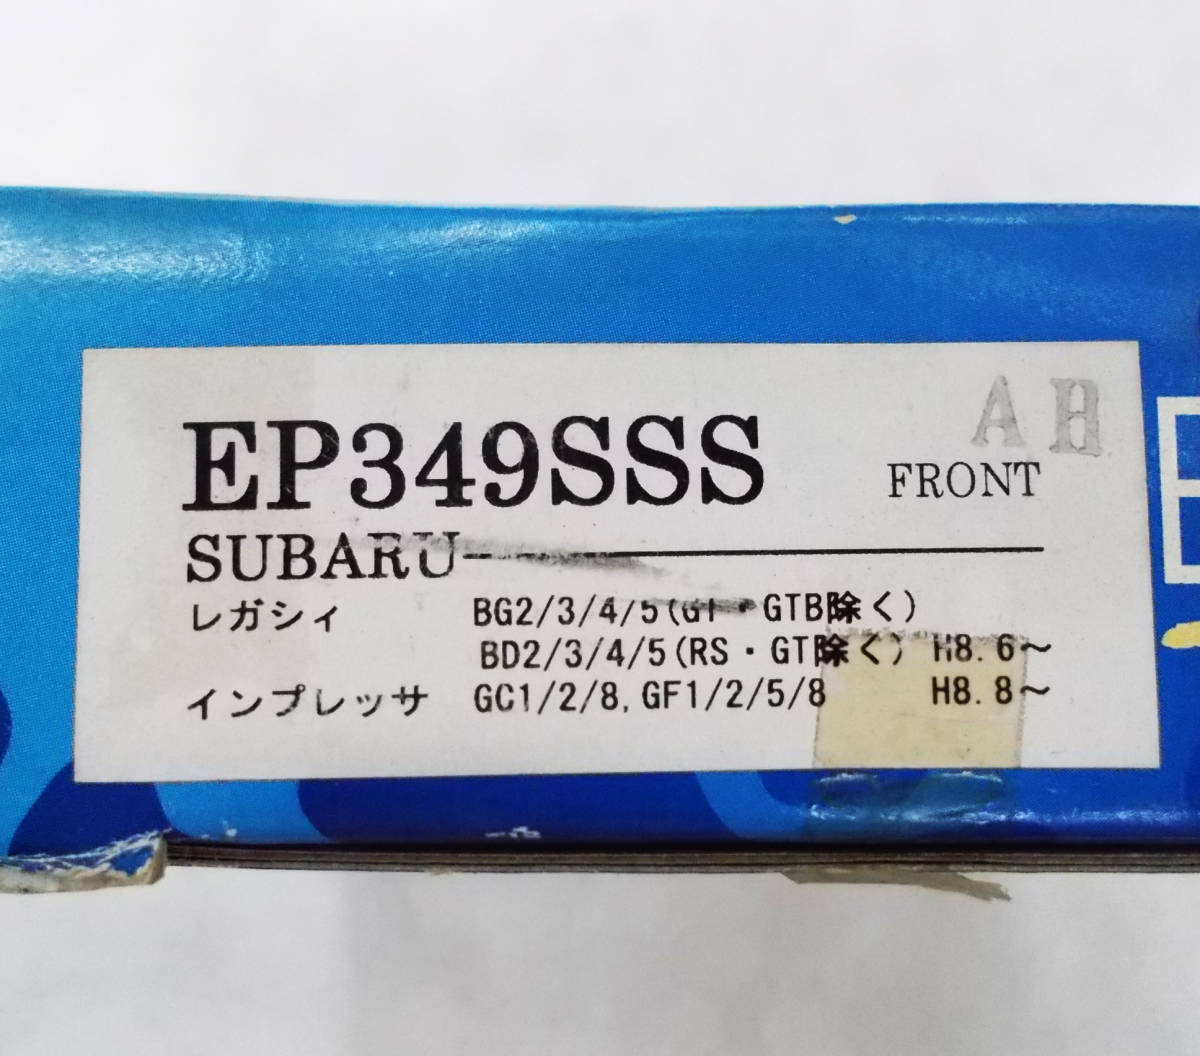 A H
EP349SSS FRONT
SUBARU
レガシィ BG2/3/4/5(GT・GTB除く)
BD2/3/4/5(RS・GT除く) H8.6～
インプレッサ GC1/2/8,GF1/2/5/8 H8.8～